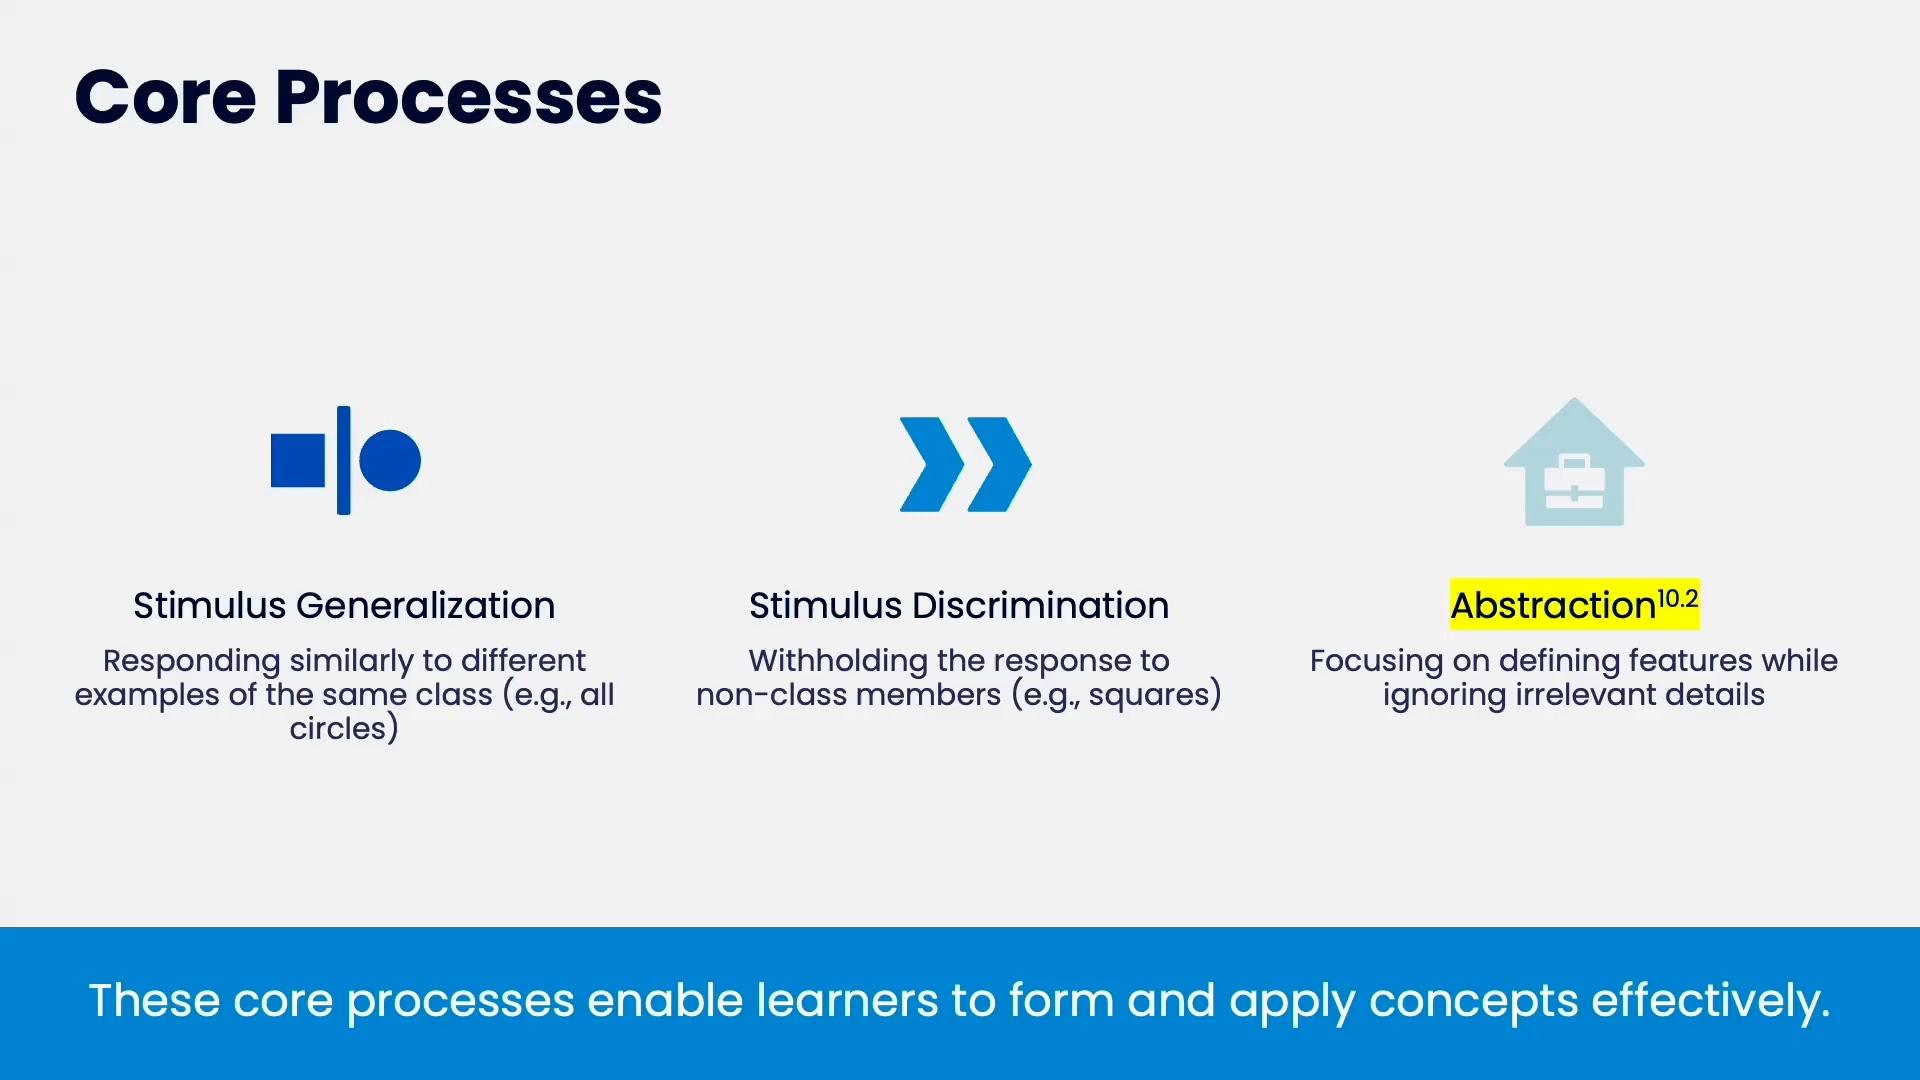 Core Processes
Stimulus Generalization
Responding similarly to different
examples of the same class (e.g., all
circles)
Stimulus Discrimination
Withholding the response to
non-class members (e.g., squares)
Abstraction10.2
Focusing on defining features while
ignoring irrelevant details
These core processes enable learners to form and apply concepts effectively.